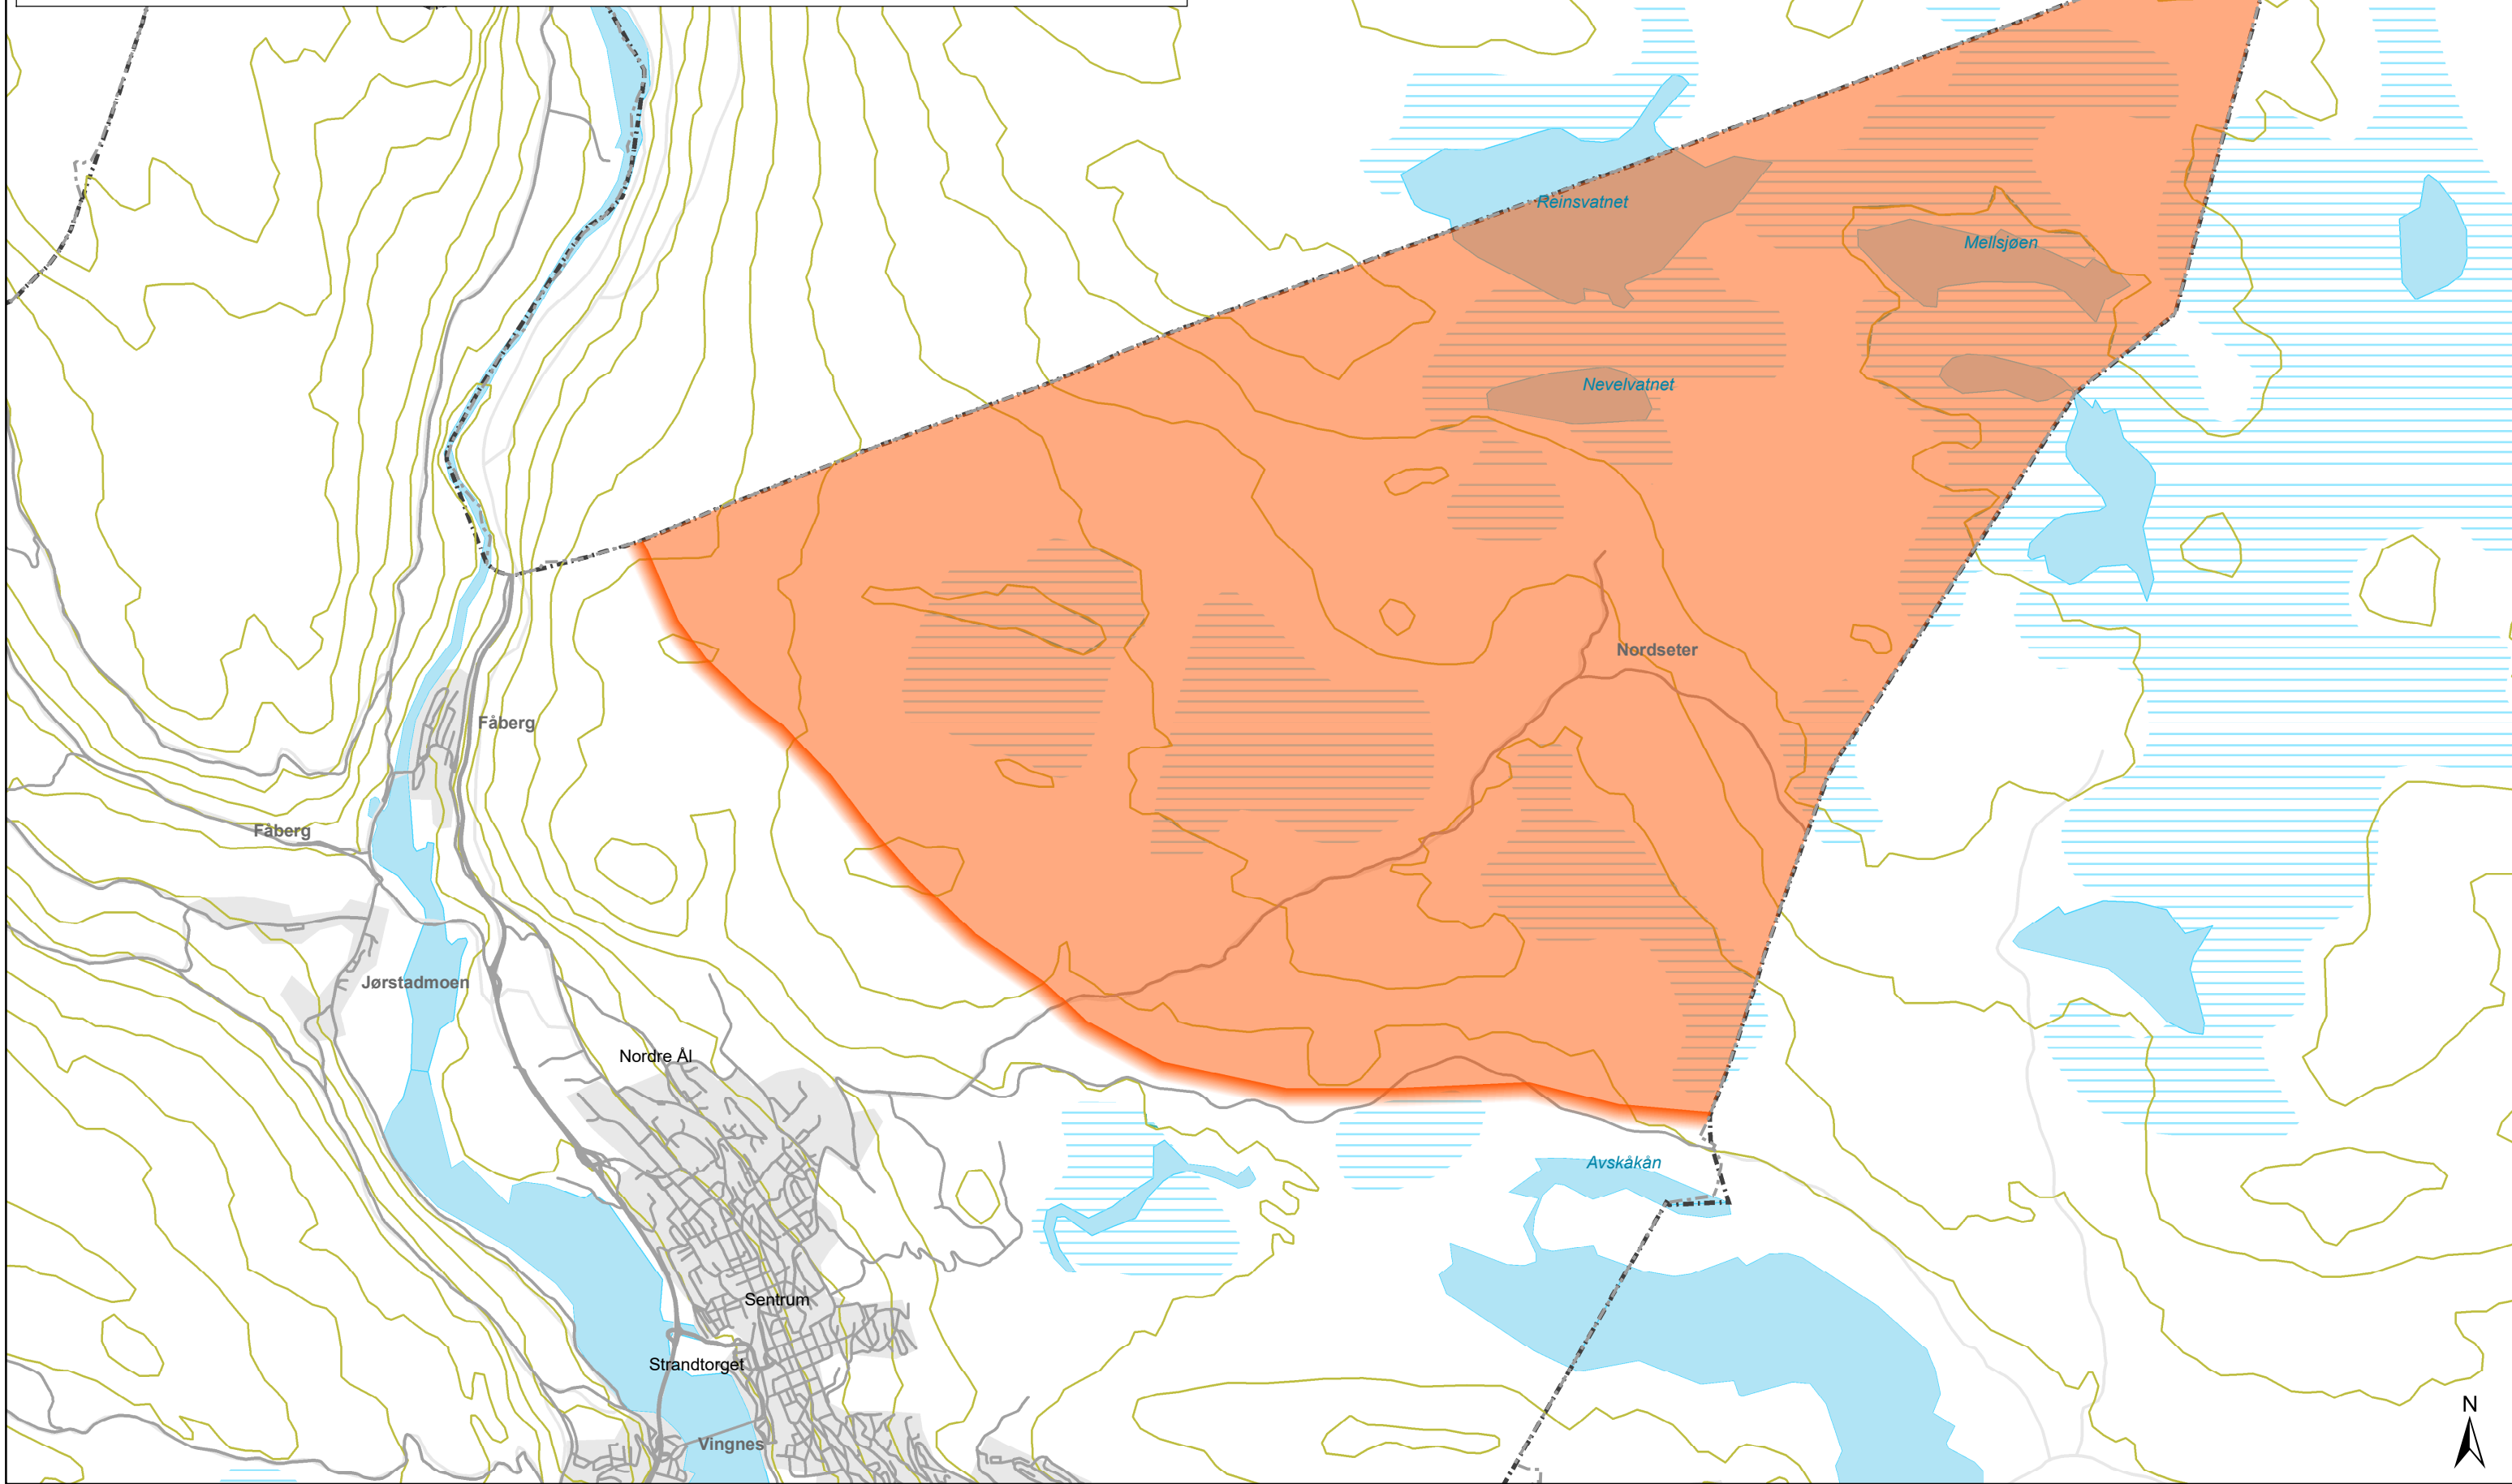 Reinsvatnet
Mellsjøen
Nevelvatnet
Nordseter
Fåberg
Fåberg
Jørstadmoen
Nordre Ål
Avskåkån
Sentrum
Strandtorget
Vingnes
N